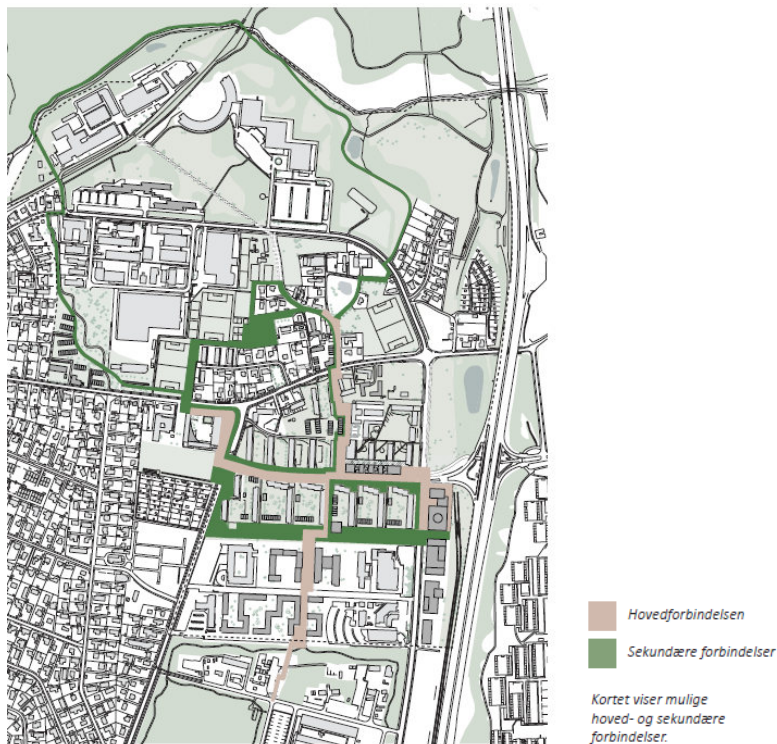 Hovedforbindelsen
Sekundære forbindelser
Kortet viser mulige
hoved- og sekundære
forbindelser.